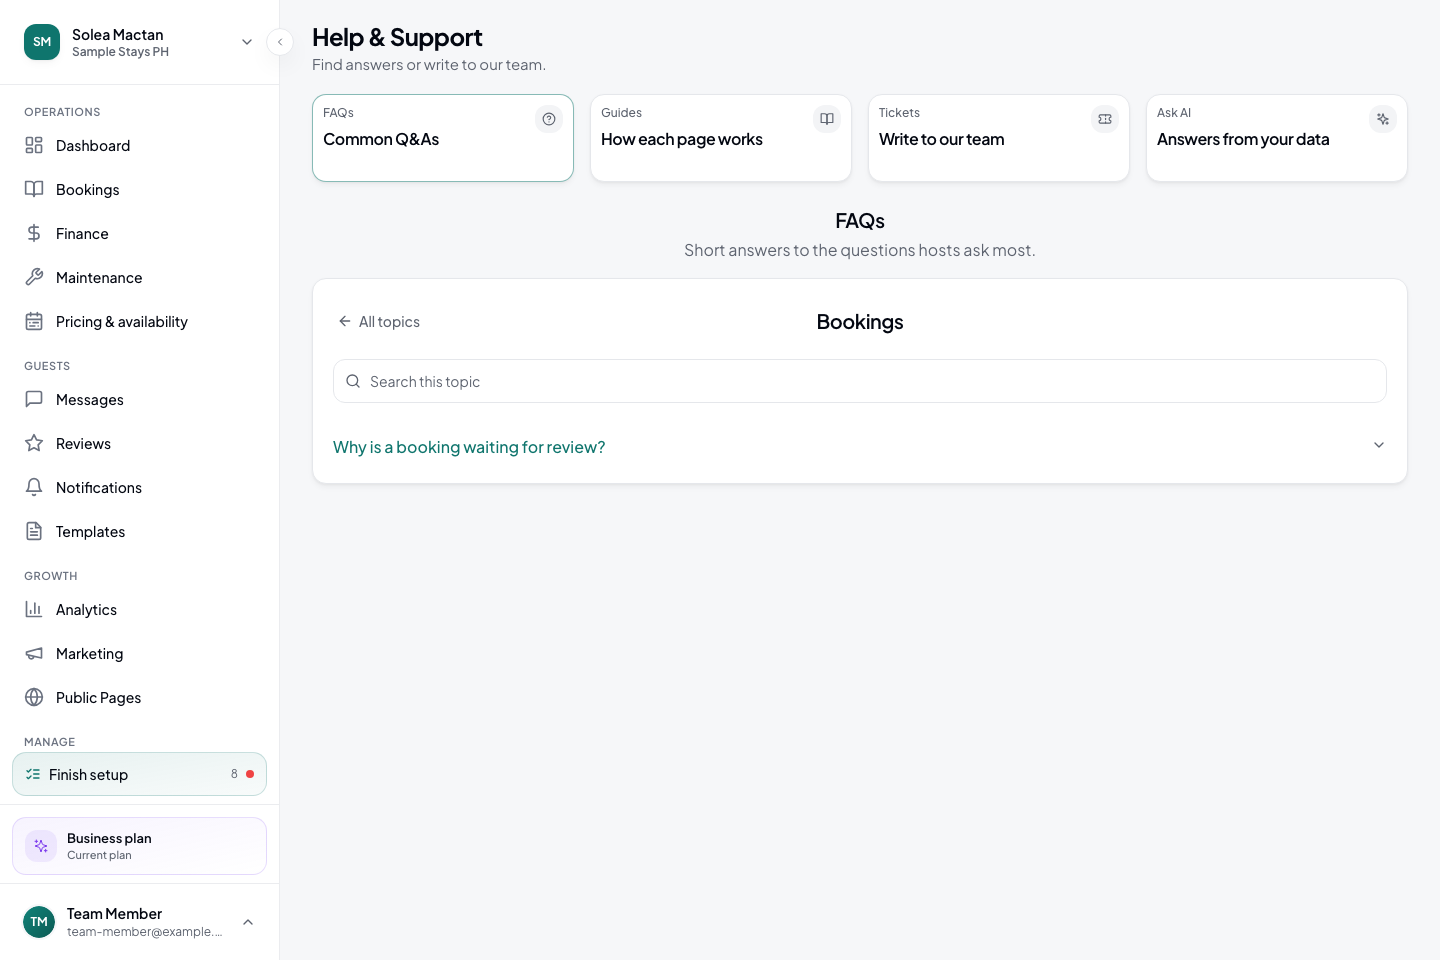 SM
Solea Mactan
Sample Stays PH
OPERATIONS
Dashboard
Bookings
Finance
Maintenance
Pricing & availability
GUESTS
Messages
Reviews
Notifications
Templates
GROWTH
Analytics
Marketing
Public Pages
MANAGE
Finish setup 8
Business plan
Current plan
TM
Team Member
team-member@example....
Help & Support
Find answers or write to our team.
FAQs
Common Q&As
Guides
How each page works
Tickets
Write to our team
Ask AI
Answers from your data
FAQs
Short answers to the questions hosts ask most.
All topics
Bookings
Search this topic
Why is a booking waiting for review?